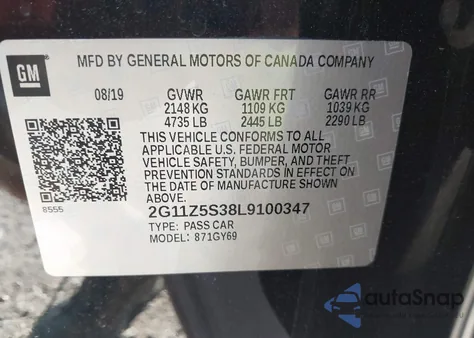 GM
MFD BY GENERAL MOTORS OF CANADA COMPANY
08/19 GVWR GAWR FRT GAWR RR
2148 KG 1109 KG 1039 KG
4735 LB 2445 LB 2290 LB
THIS VEHICLE CONFORMS TO ALL
APPLICABLE U.S. FEDERAL MOTOR
VEHICLE SAFETY, BUMPER, AND THEFT
PREVENTION STANDARDS IN EFFECT ON
THE DATE OF MANUFACTURE SHOWN
ABOVE.
8555
2G11Z5S38L9100347
TYPE: PASS CAR
MODEL: 871GY69
autoSnap